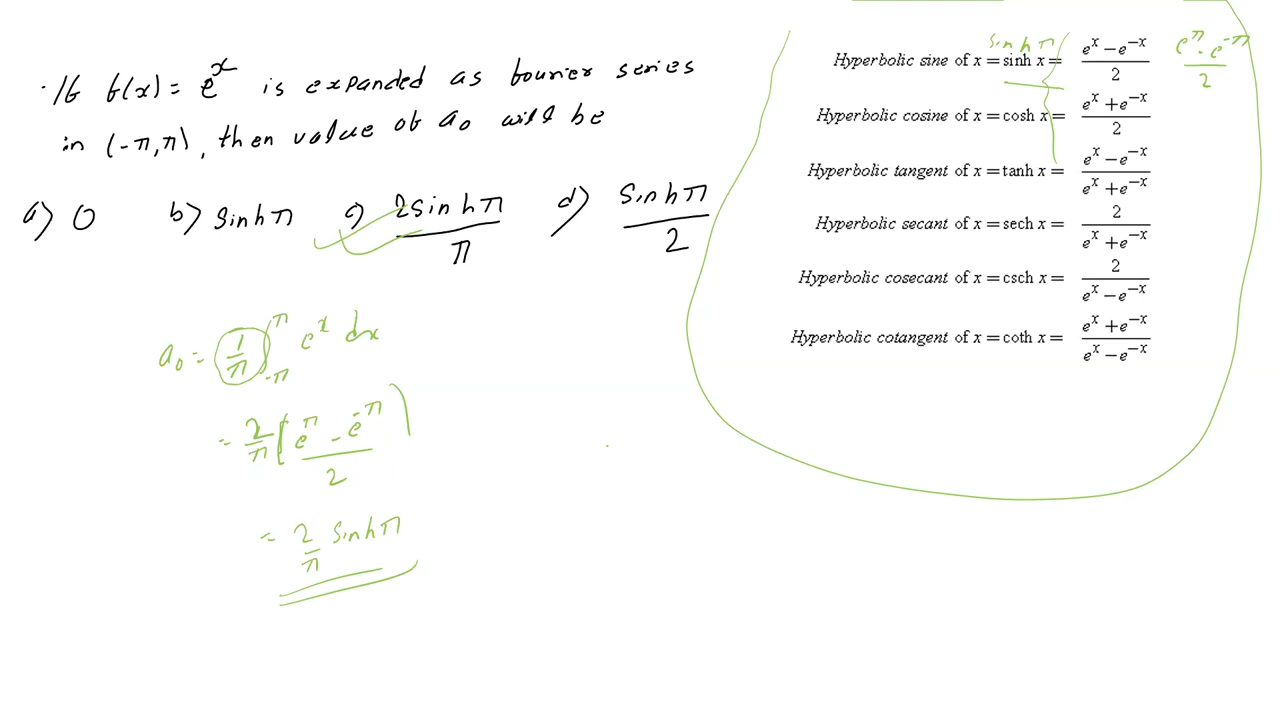 . If f(x) = e^x is expanded as fourier series
in (-π,π), then value of a₀ will be
a) 0 b) sinhπ c) 2sinhπ/π d) sinhπ/2
a₀ = 1/π ∫_{-π}^{π} e^x dx
= 2/π [(e^π - e^{-π})/2]
= 2/π sinhπ
sinhπ
Hyperbolic sine of x = sinh x = (e^x − e^{−x})/2 (e^π - e^{-π})/2
Hyperbolic cosine of x = cosh x = (e^x + e^{−x})/2
Hyperbolic tangent of x = tanh x = (e^x − e^{−x})/(e^x + e^{−x})
Hyperbolic secant of x = sech x = 2/(e^x + e^{−x})
Hyperbolic cosecant of x = csch x = 2/(e^x − e^{−x})
Hyperbolic cotangent of x = coth x = (e^x + e^{−x})/(e^x − e^{−x})